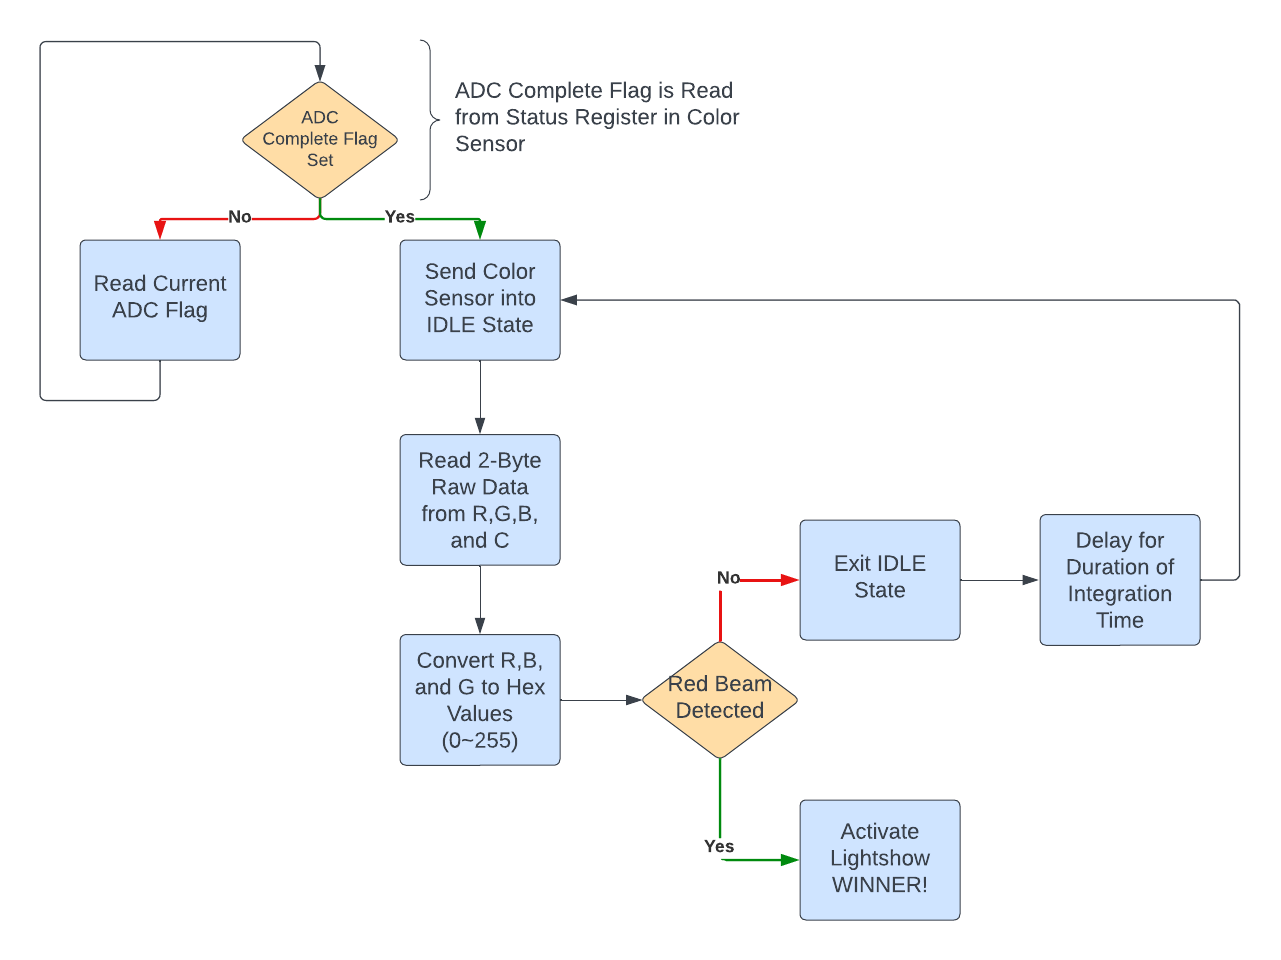 ADC
Complete Flag
Set
ADC Complete Flag is Read
from Status Register in Color
Sensor
No
Yes
Read Current
ADC Flag
Send Color
Sensor into
IDLE State
Read 2-Byte
Raw Data
from R,G,B,
and C
Convert R,B,
and G to Hex
Values
(0~255)
Red Beam
Detected
No
Exit IDLE
State
Delay for
Duration of
Integration
Time
Yes
Activate
Lightshow
WINNER!